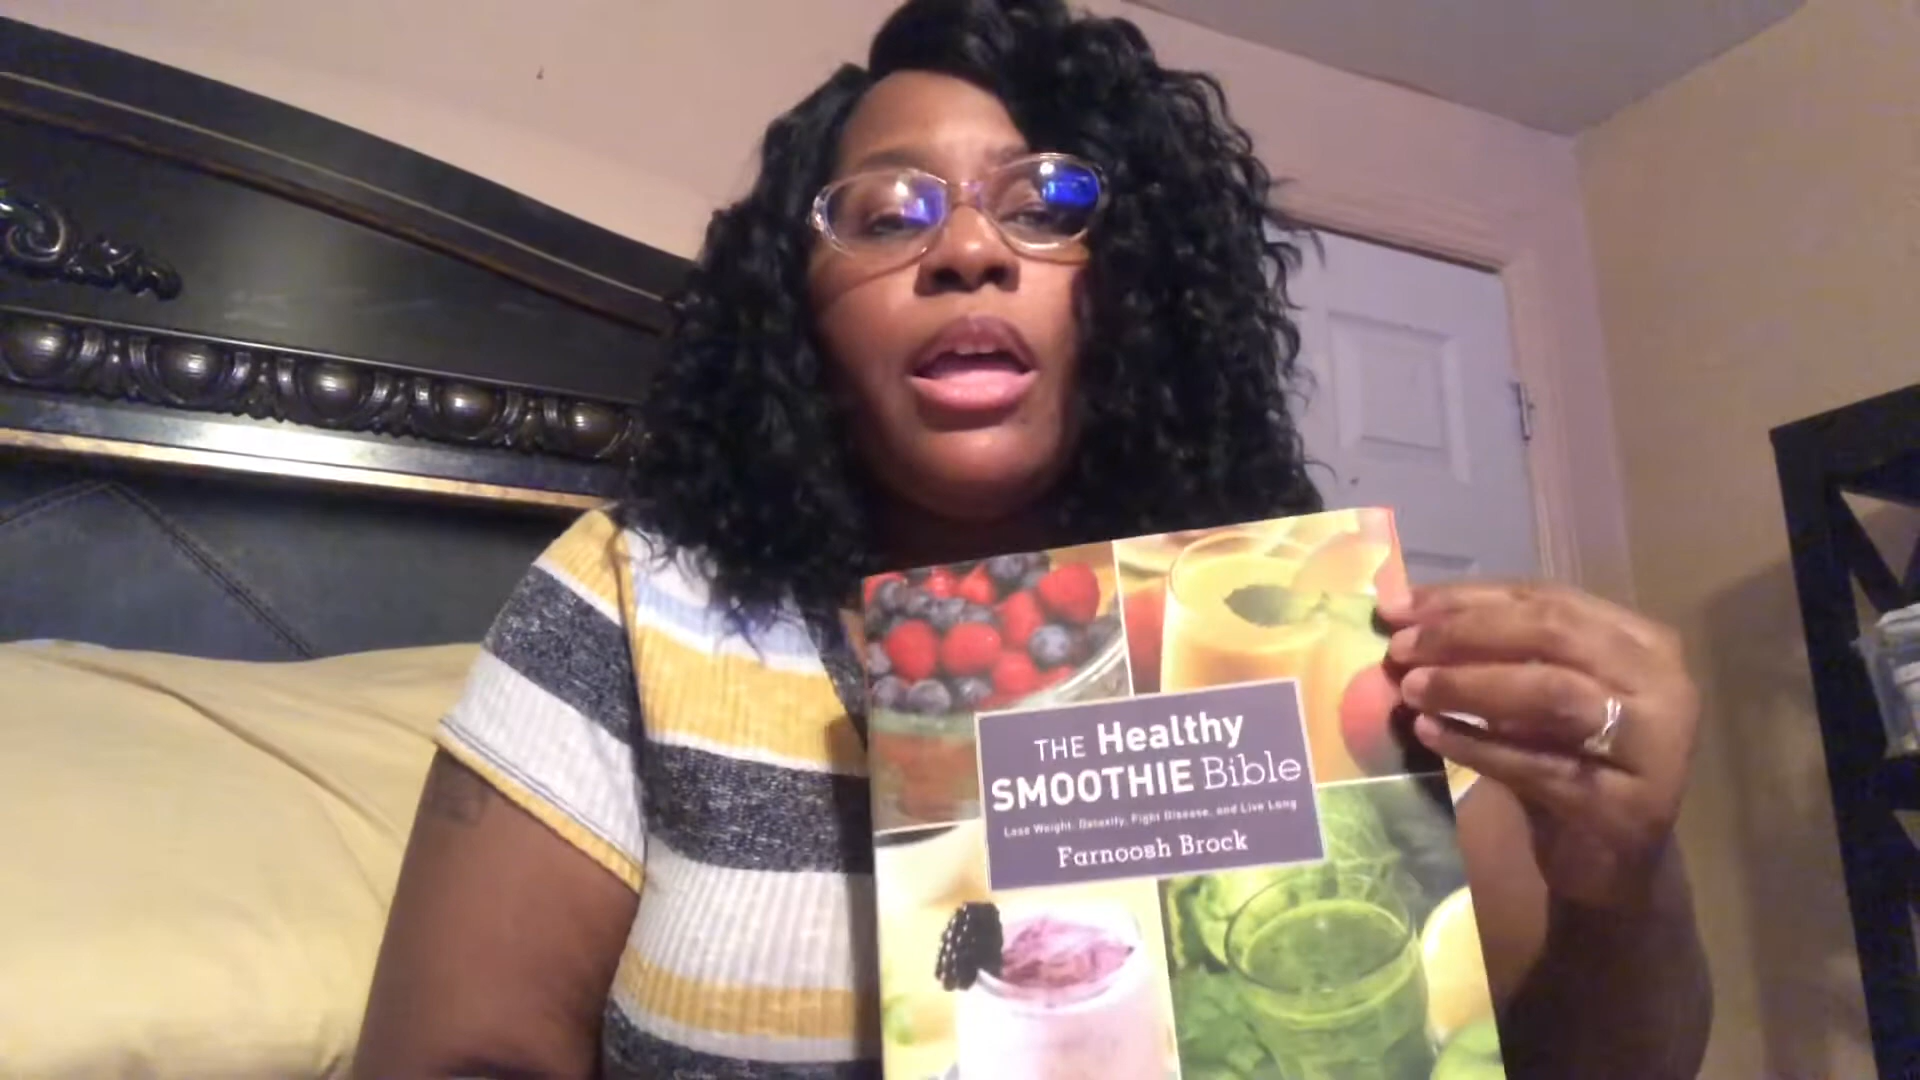 THE Healthy
SMOOTHIE Bible
Lose Weight, Detoxify, Fight Disease, and Live Long
Farnoosh Brock